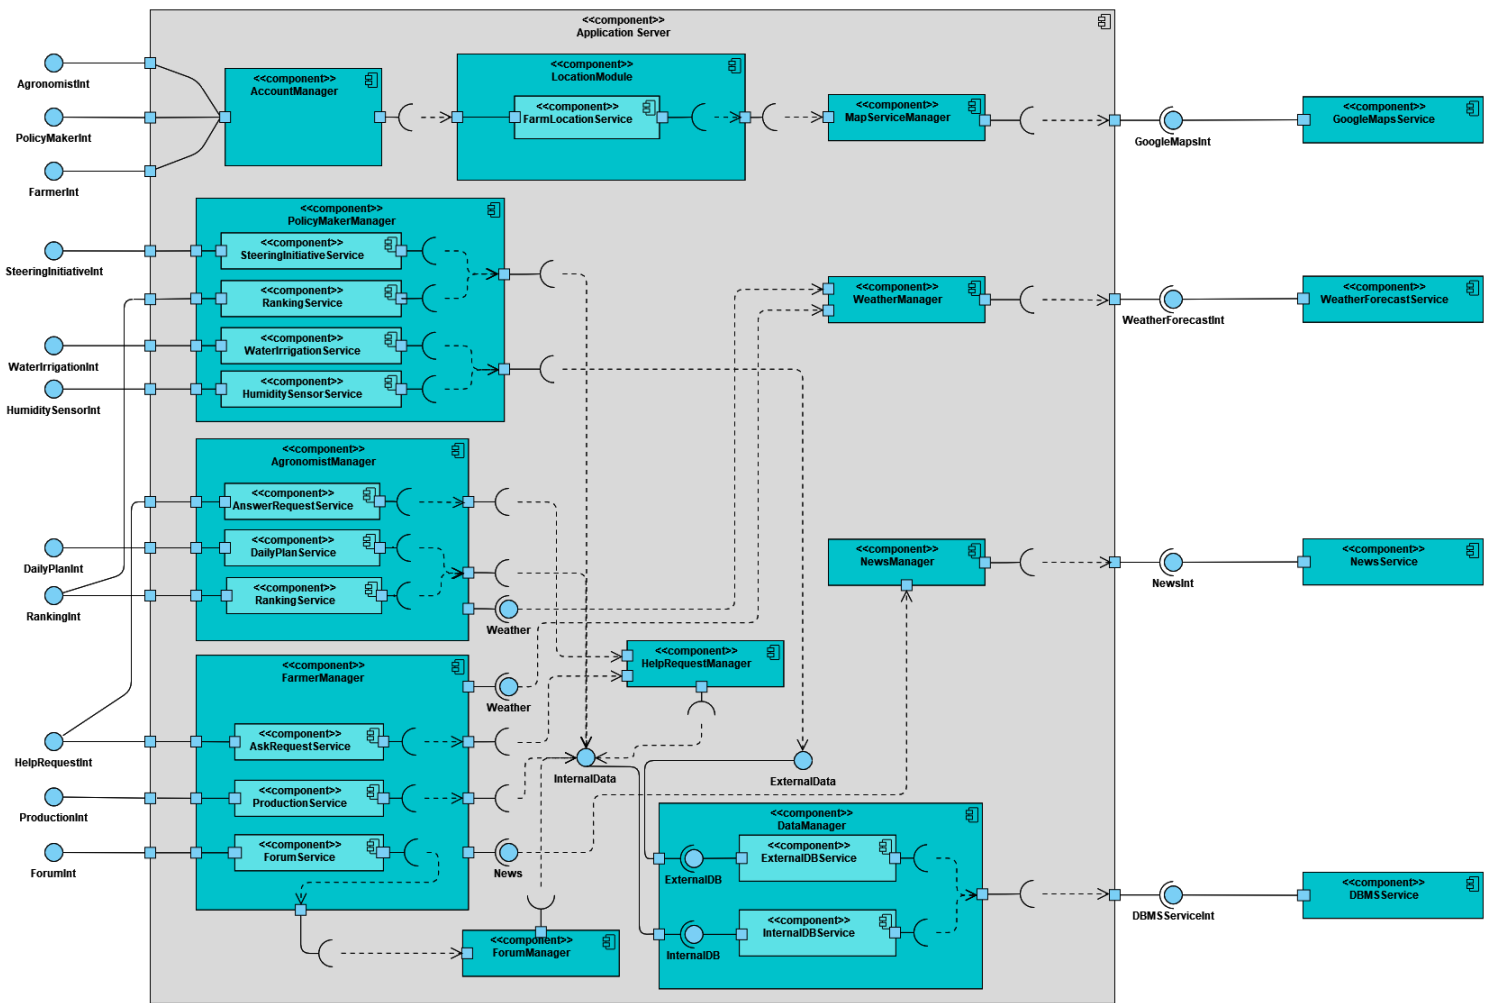 <<component>>
Application Server
AgronomistInt
PolicyMakerInt
FarmerInt
<<component>>
AccountManager
<<component>>
LocationModule
<<component>>
FarmLocationService
<<component>>
MapServiceManager
GoogleMapsInt
<<component>>
GoogleMapsService
<<component>>
PolicyMakerManager
SteeringInitiativeInt
<<component>>
SteeringInitiativeService
<<component>>
RankingService
WaterIrrigationInt
<<component>>
WaterIrrigationService
HumiditySensorInt
<<component>>
HumiditySensorService
<<component>>
WeatherManager
WeatherForecastInt
<<component>>
WeatherForecastService
<<component>>
AgronomistManager
<<component>>
AnswerRequestService
DailyPlanInt
<<component>>
DailyPlanService
RankingInt
<<component>>
RankingService
Weather
<<component>>
NewsManager
NewsInt
<<component>>
NewsService
<<component>>
FarmerManager
Weather
<<component>>
HelpRequestManager
HelpRequestInt
<<component>>
AskRequestService
InternalData
ExternalData
ProductionInt
<<component>>
ProductionService
ForumInt
<<component>>
ForumService
News
<<component>>
DataManager
<<component>>
ExternalDBService
ExternalDB
<<component>>
InternalDBService
InternalDB
<<component>>
ForumManager
DBMSServiceInt
<<component>>
DBMSService